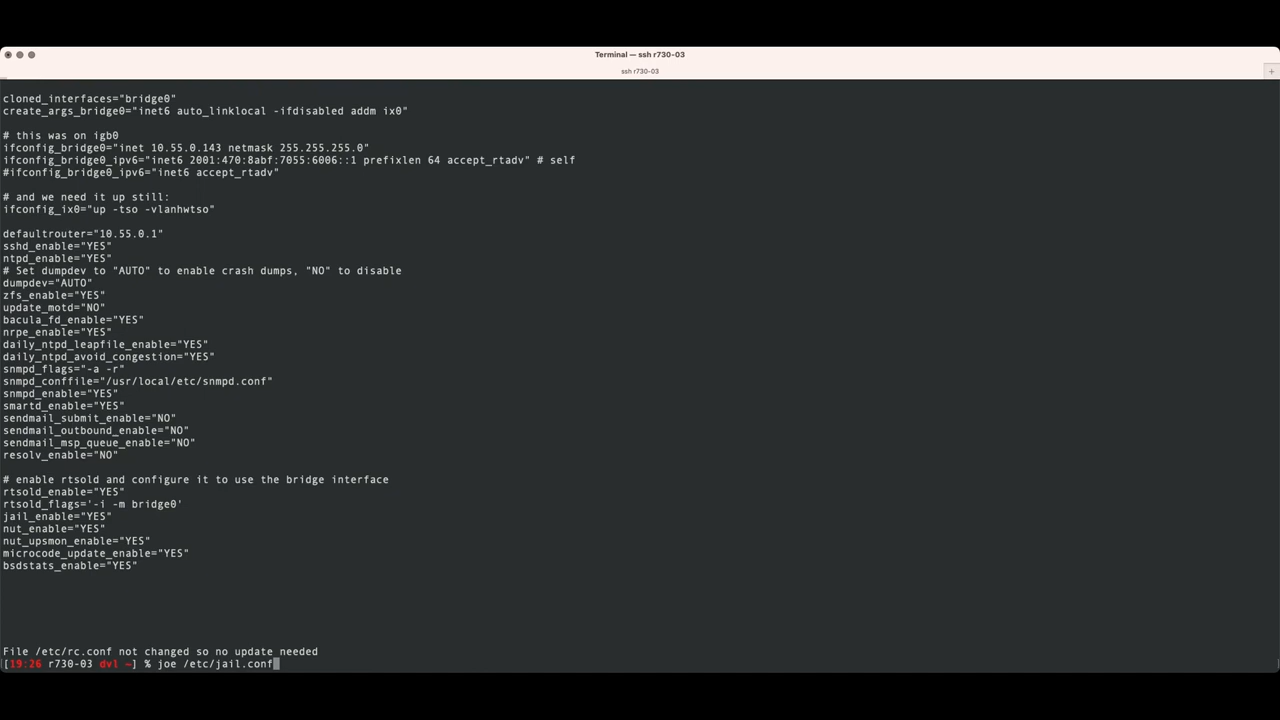 Terminal — ssh r730-03
ssh r730-03
+
cloned_interfaces="bridge0"
create_args_bridge0="inet6 auto_linklocal -ifdisabled addm ix0"
# this was on igb0
ifconfig_bridge0="inet 10.55.0.143 netmask 255.255.255.0"
ifconfig_bridge0_ipv6="inet6 2001:470:8abf:7055:6006::1 prefixlen 64 accept_rtadv" # self
#ifconfig_bridge0_ipv6="inet6 accept_rtadv"
# and we need it up still:
ifconfig_ix0="up -tso -vlanhwtso"
defaultrouter="10.55.0.1"
sshd_enable="YES"
ntpd_enable="YES"
# Set dumpdev to "AUTO" to enable crash dumps, "NO" to disable
dumpdev="AUTO"
zfs_enable="YES"
update_motd="NO"
bacula_fd_enable="YES"
nrpe_enable="YES"
daily_ntpd_leapfile_enable="YES"
daily_ntpd_avoid_congestion="YES"
snmpd_flags="-a -r"
snmpd_conffile="/usr/local/etc/snmpd.conf"
snmpd_enable="YES"
smartd_enable="YES"
sendmail_submit_enable="NO"
sendmail_outbound_enable="NO"
sendmail_msp_queue_enable="NO"
resolv_enable="NO"
# enable rtsold and configure it to use the bridge interface
rtsold_enable="YES"
rtsold_flags='-i -m bridge0'
jail_enable="YES"
nut_enable="YES"
nut_upsmon_enable="YES"
microcode_update_enable="YES"
bsdstats_enable="YES"
File /etc/rc.conf not changed so no update needed
[19:26 r730-03 dvl ~] % joe /etc/jail.conf